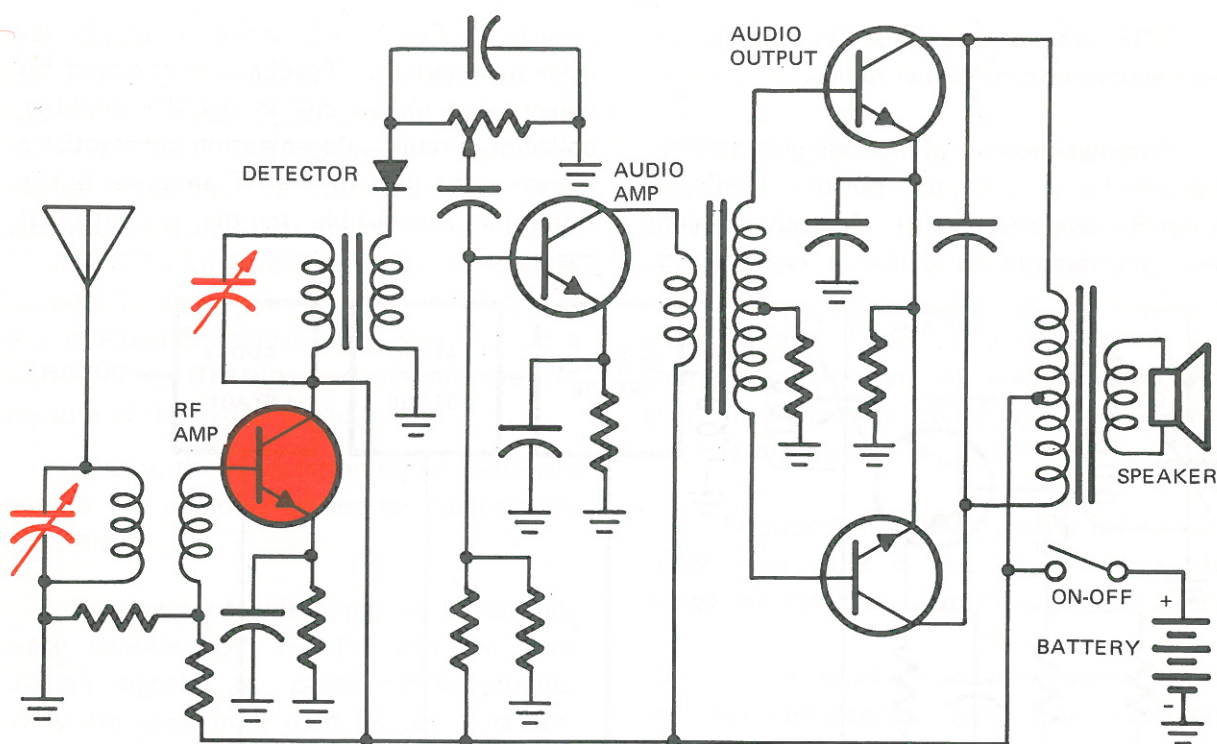 AUDIO
OUTPUT
DETECTOR
AUDIO
AMP
RF
AMP
SPEAKER
ON-OFF
+
BATTERY
-